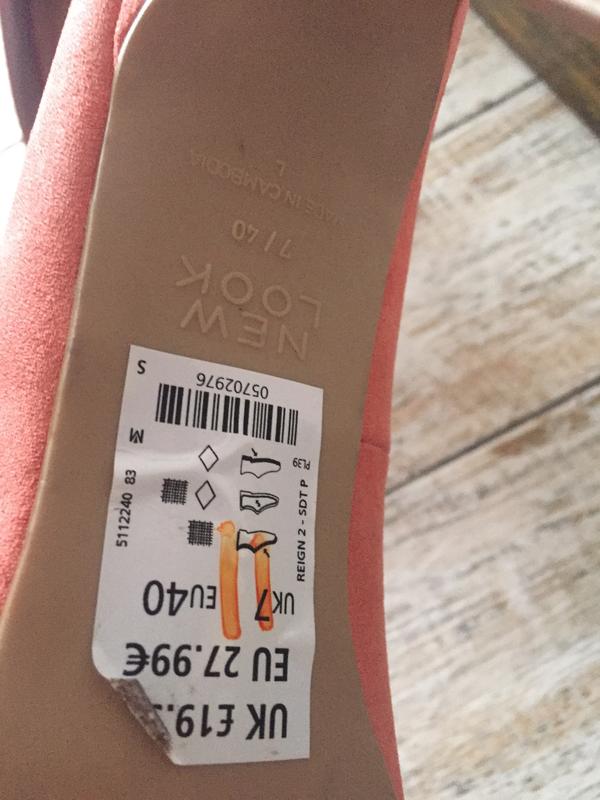 UK £19.
EU 27.99€
UK7 EU40
REIGN 2 - SDT P
PL39
5112240 83
M
S
05702976
NEW
LOOK
7 / 40
MADE IN CAMBODIA
L